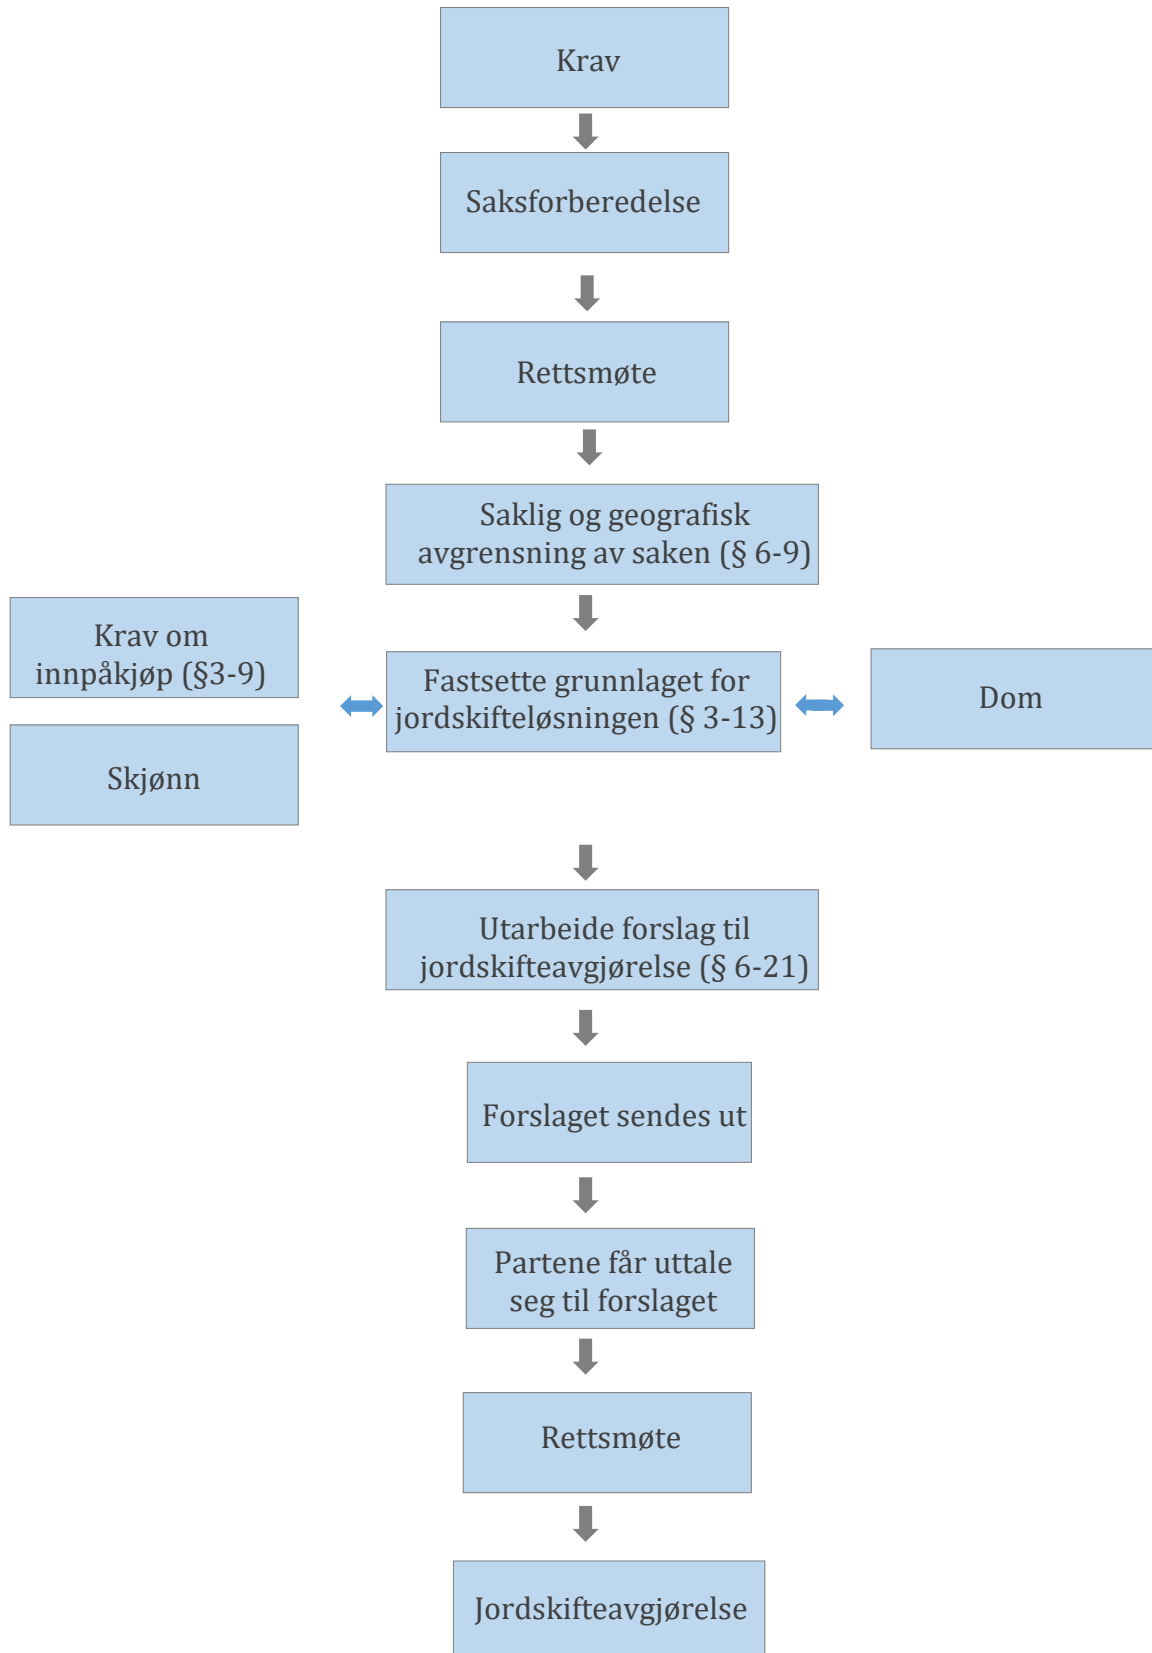 Krav
Saksforberedelse
Rettsmøte
Saklig og geografisk
avgrensning av saken (§ 6-9)
Krav om
innpåkjøp (§3-9)
Skjønn
Fastsette grunnlaget for
jordskifteløsningen (§ 3-13)
Dom
Utarbeide forslag til
jordskifteavgjørelse (§ 6-21)
Forslaget sendes ut
Partene får uttale
seg til forslaget
Rettsmøte
Jordskifteavgjørelse